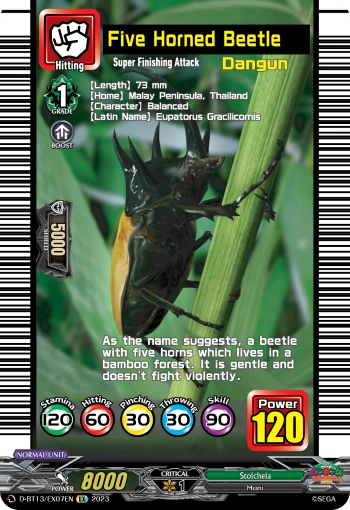 Five Horned Beetle
Hitting
Super Finishing Attack
Dangun
1
GRADE
[Length] 73 mm
[Home] Malay Peninsula, Thailand
[Character] Balanced
[Latin Name] Eupatorus Gracilicornis
BOOST
5000
SHIELD
As the name suggests, a beetle
with five horns which lives in a
bamboo forest. It is gentle and
doesn't fight violently.
Stamina
120
Hitting
60
Pinching
30
Throwing
30
Skill
90
Power
120
NORMAL UNIT
POWER
8000
CRITICAL
1
Stoicheia
Mushi
D-BT13/EX07EN EX 2023
©SEGA